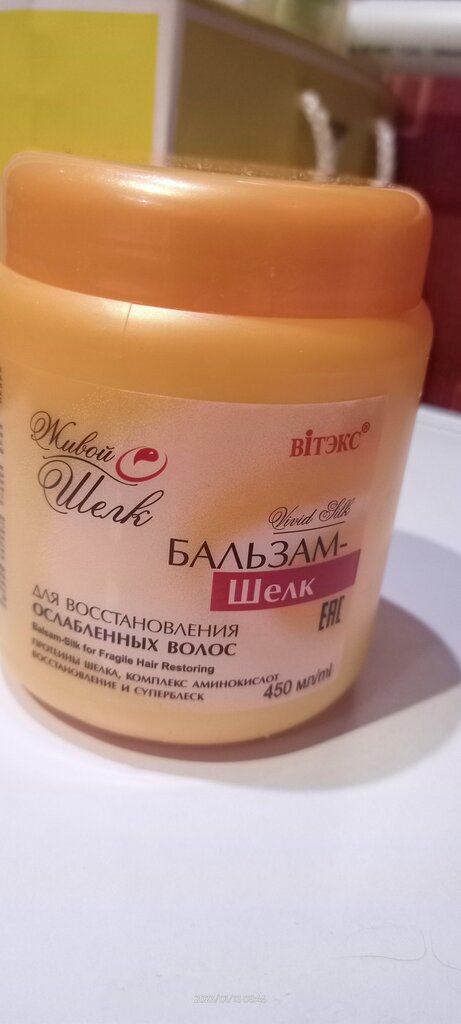 Живой
Шелк
ВІТЭКС®
Vivid Silk
БАЛЬЗАМ-
Шелк
ДЛЯ ВОССТАНОВЛЕНИЯ
ОСЛАБЛЕННЫХ ВОЛОС
Balsam-Silk for Fragile Hair Restoring
ПРОТЕИНЫ ШЕЛКА, КОМПЛЕКС АМИНОКИСЛОТ
ВОССТАНОВЛЕНИЕ И СУПЕРБЛЕСК
EAC
450 мл/ml